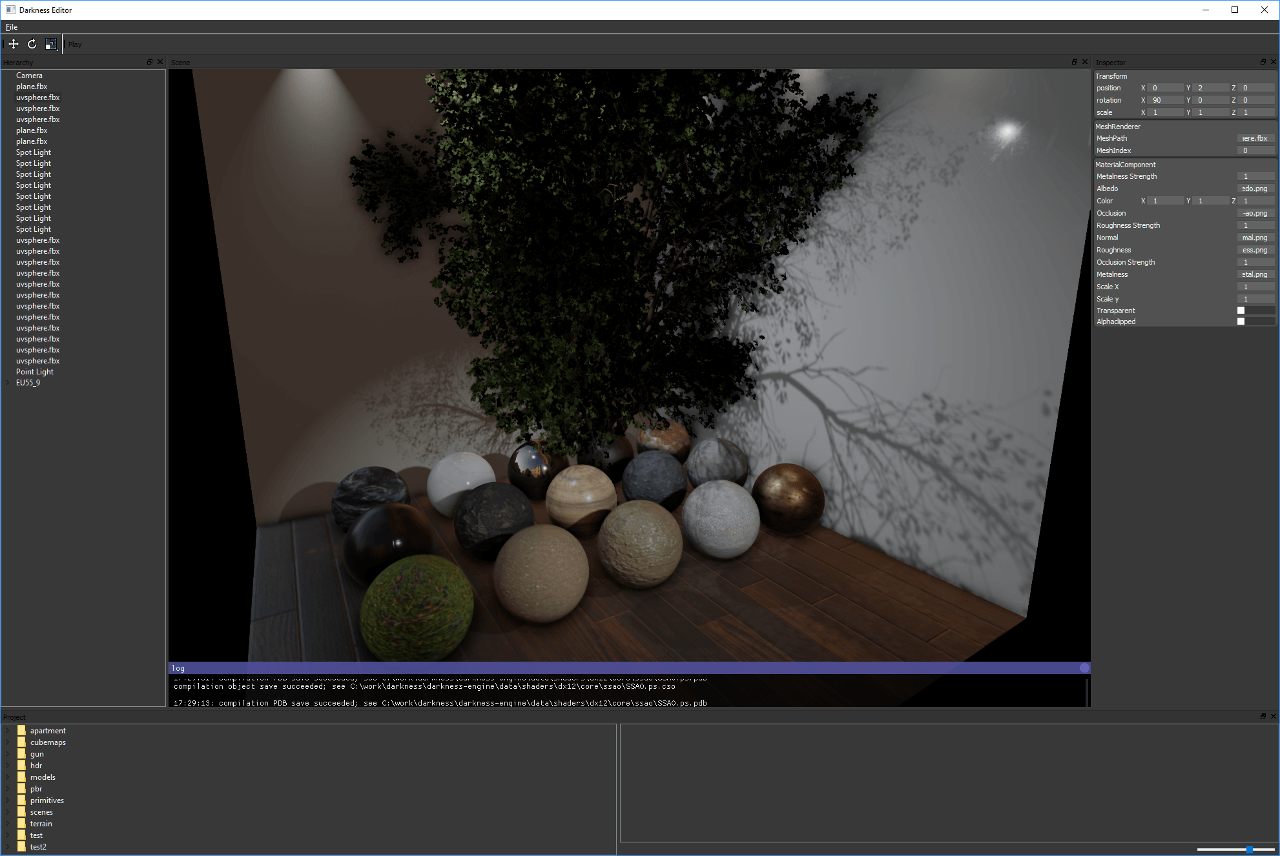 Darkness Editor
File
Play
Hierarchy
Scene
Inspector
Camera
plane.fbx
uvsphere.fbx
uvsphere.fbx
uvsphere.fbx
plane.fbx
plane.fbx
Spot Light
Spot Light
Spot Light
Spot Light
Spot Light
Spot Light
Spot Light
Spot Light
uvsphere.fbx
uvsphere.fbx
uvsphere.fbx
uvsphere.fbx
uvsphere.fbx
uvsphere.fbx
uvsphere.fbx
uvsphere.fbx
uvsphere.fbx
uvsphere.fbx
uvsphere.fbx
uvsphere.fbx
Point Light
EU55_9
Transform
position X 0 Y 2 Z 0
rotation X 90 Y 0 Z 0
scale X 1 Y 1 Z 1
MeshRenderer
MeshPath ere.fbx
MeshIndex 0
MaterialComponent
Metalness Strength 1
Albedo edo.png
Color X 1 Y 1 Z 1
Occlusion -ao.png
Roughness Strength 1
Normal mal.png
Roughness ess.png
Occlusion Strength 1
Metalness etal.png
Scale X 1
Scale y 1
Transparent
Alphaclipped
log
compilation object save succeeded; see C:\work\darkness\darkness-engine\data\shaders\dx12\core\ssao\SSAO.ps.cso
17:29:13: compilation PDB save succeeded; see C:\work\darkness\darkness-engine\data\shaders\dx12\core\ssao\SSAO.ps.pdb
Project
apartment
cubemaps
gun
hdr
models
pbr
primitives
scenes
terrain
test
test2